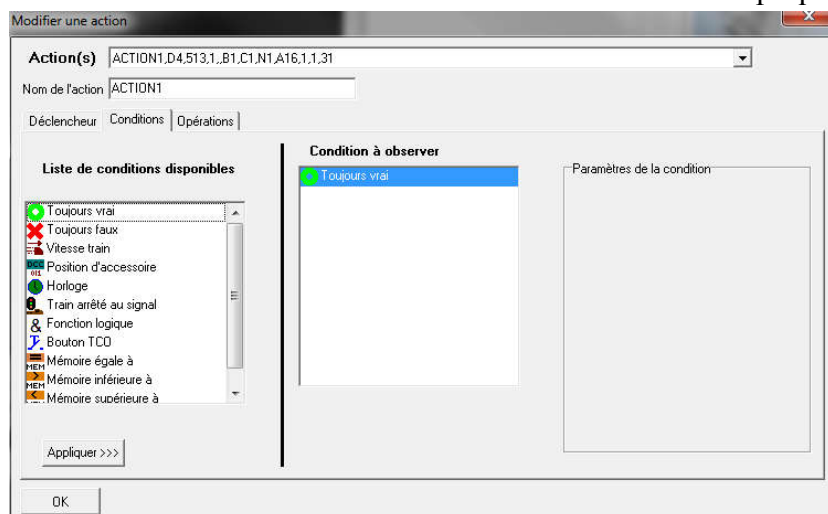 Modifier une action
Action(s) ACTION1,D4,513,1,,B1,C1,N1,A16,1,1,31
Nom de l'action ACTION1
Déclencheur Conditions Opérations
Liste de conditions disponibles
Toujours vrai
Toujours faux
Vitesse train
DCC Position d'accessoire
Horloge
Train arrêté au signal
& Fonction logique
Bouton TCO
MEM Mémoire égale à
MEM Mémoire inférieure à
Mémoire supérieure à
Appliquer >>>
Condition à observer
Toujours vrai
Paramètres de la condition
OK